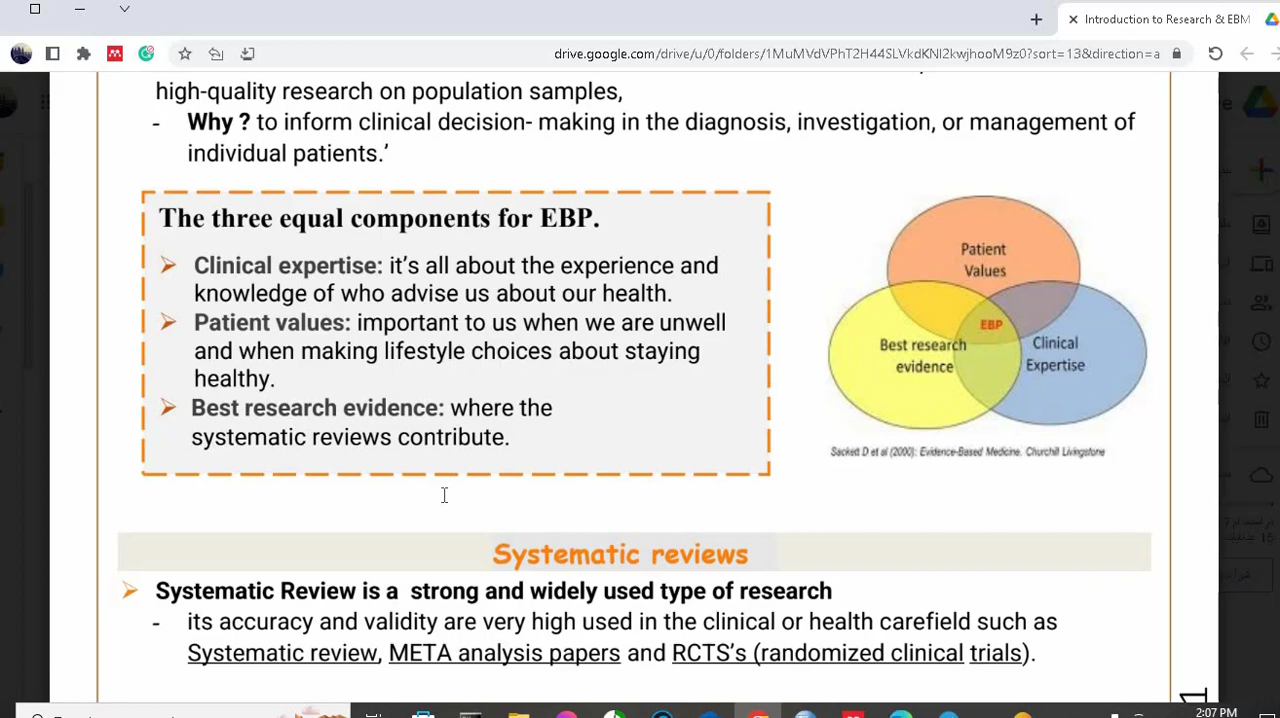 Introduction to Research & EBM
drive.google.com/drive/u/0/folders/1MuMVdVPhT2H44SLVkdKNI2kwjhooM9z0?sort=13&direction=a
high-quality research on population samples,
- Why ? to inform clinical decision- making in the diagnosis, investigation, or management of
individual patients.’
The three equal components for EBP.
Clinical expertise: it’s all about the experience and
knowledge of who advise us about our health.
Patient values: important to us when we are unwell
and when making lifestyle choices about staying
healthy.
Best research evidence: where the
systematic reviews contribute.
Patient
Values
EBP
Best research
evidence
Clinical
Expertise
Sackett D et al (2000): Evidence-Based Medicine. Churchill Livingstone
Systematic reviews
Systematic Review is a strong and widely used type of research
- its accuracy and validity are very high used in the clinical or health carefield such as
Systematic review, META analysis papers and RCTS’s (randomized clinical trials).
1
2:07 PM